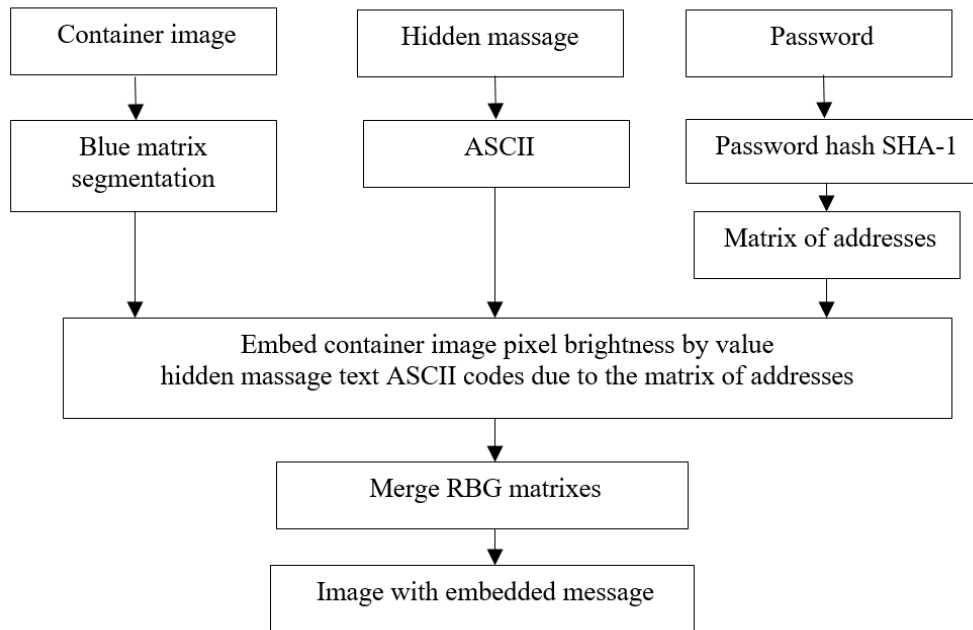 Container image
Hidden massage
Password
Blue matrix
segmentation
ASCII
Password hash SHA-1
Matrix of addresses
Embed container image pixel brightness by value
hidden massage text ASCII codes due to the matrix of addresses
Merge RBG matrixes
Image with embedded message